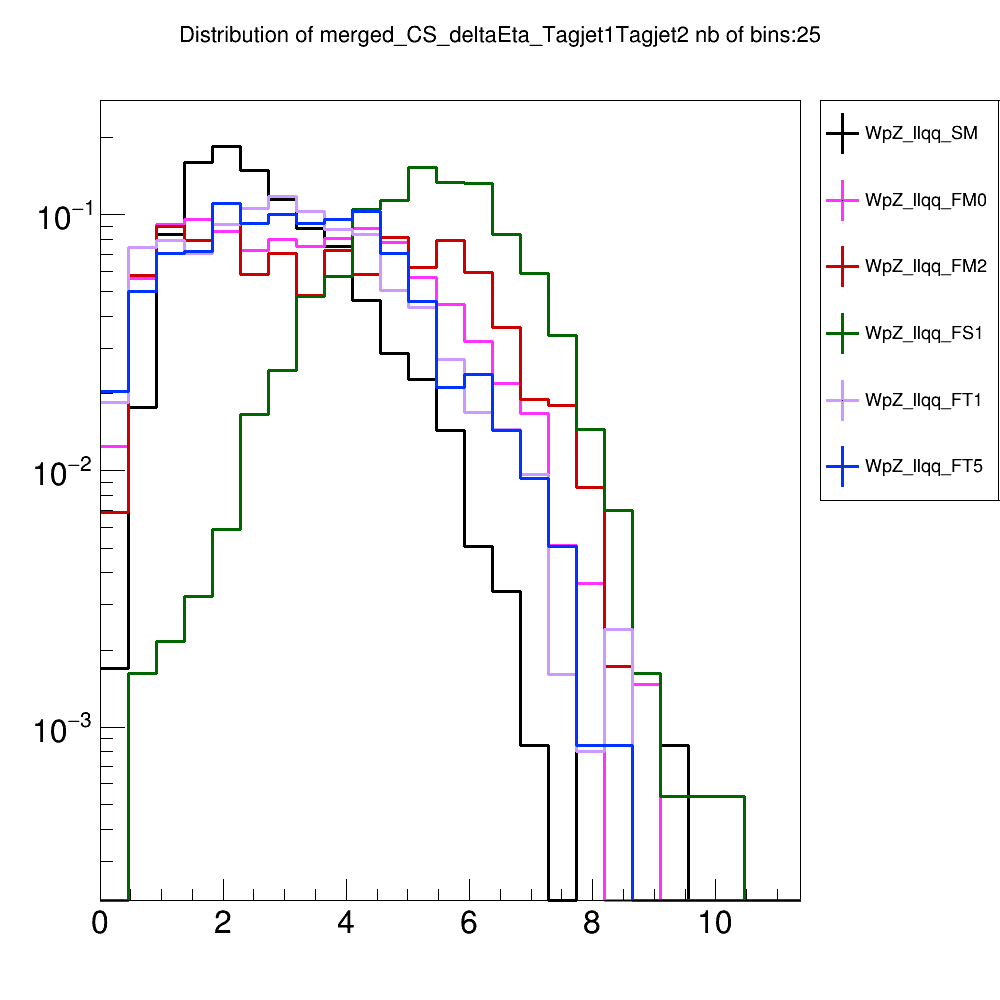 Distribution of merged_CS_deltaEta_Tagjet1Tagjet2 nb of bins:25
10−1
10−2
10−3
0 2 4 6 8 10
WpZ_llqq_SM
WpZ_llqq_FM0
WpZ_llqq_FM2
WpZ_llqq_FS1
WpZ_llqq_FT1
WpZ_llqq_FT5